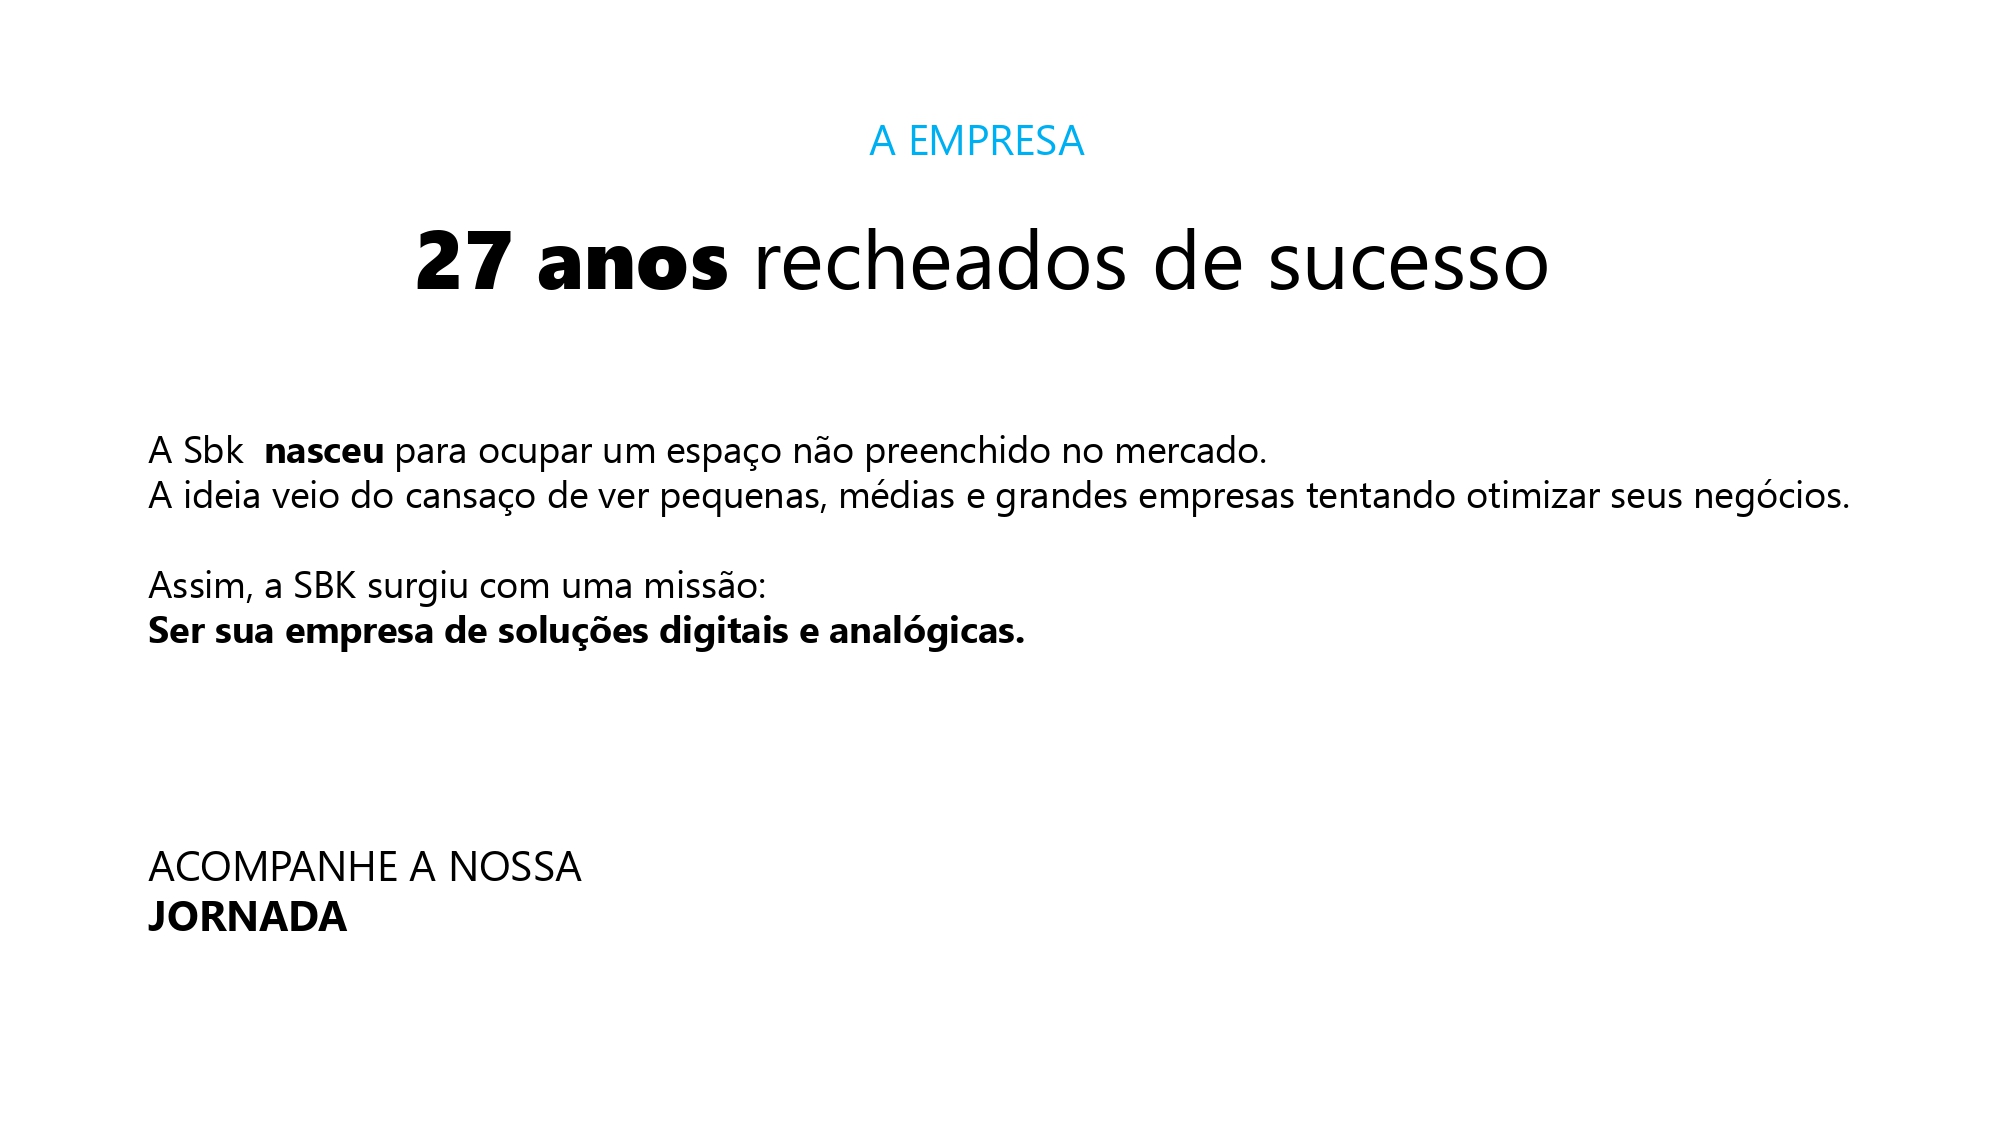 A EMPRESA
27 anos recheados de sucesso
A Sbk  nasceu para ocupar um espaço não preenchido no mercado.
A ideia veio do cansaço de ver pequenas, médias e grandes empresas tentando otimizar seus negócios.
Assim, a SBK surgiu com uma missão:
Ser sua empresa de soluções digitais e analógicas.
ACOMPANHE A NOSSA
JORNADA